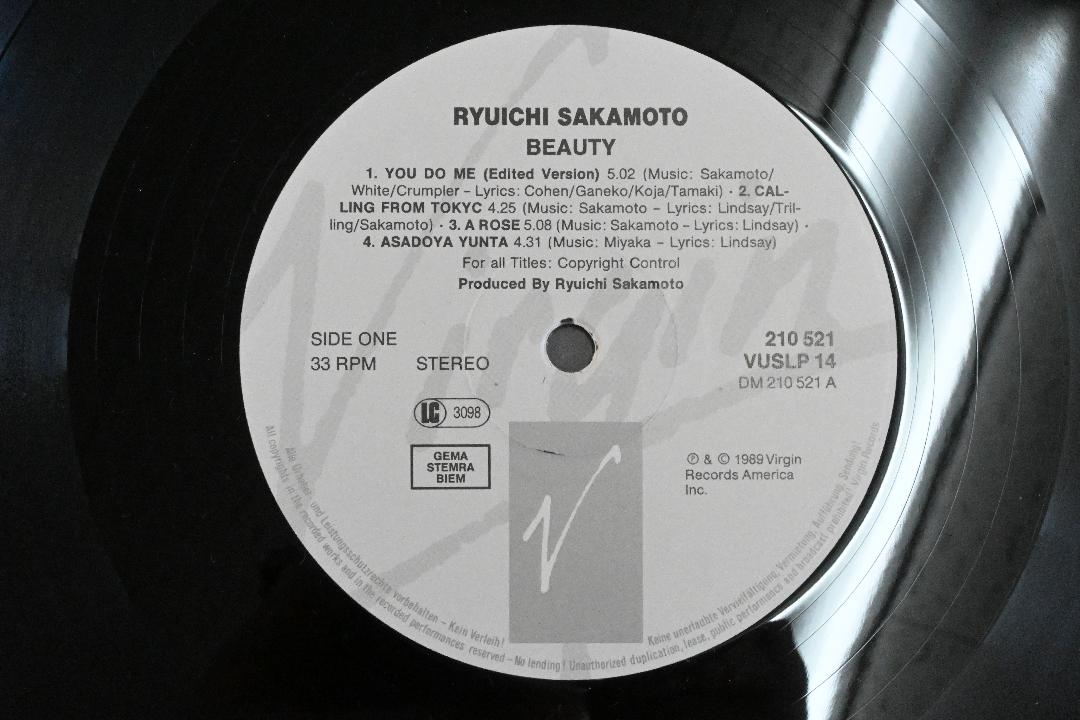 RYUICHI SAKAMOTO
BEAUTY
1. YOU DO ME (Edited Version) 5.02 (Music: Sakamoto/
White/Crumpler – Lyrics: Cohen/Ganeko/Koja/Tamaki) · 2. CAL-
LING FROM TOKYC 4.25 (Music: Sakamoto – Lyrics: Lindsay/Tril-
ling/Sakamoto) · 3. A ROSE 5.08 (Music: Sakamoto – Lyrics: Lindsay) ·
4. ASADOYA YUNTA 4.31 (Music: Miyaka – Lyrics: Lindsay)
For all Titles: Copyright Control
Produced By Ryuichi Sakamoto
SIDE ONE
33 RPM STEREO
210 521
VUSLP 14
DM 210 521 A
LC 3098
GEMA
STEMRA
BIEM
℗ & © 1989 Virgin
Records America
Inc.
Virgin
Alle Urheber- und Leistungsschutzrechte vorbehalten – Kein Verleih! Keine unerlaubte Vervielfältigung, Vermietung, Aufführung, Sendung!
All copyrights in the recorded works and in the recorded performances reserved – No lending! Unauthorized duplication, lease, public performance and broadcast prohibited! Virgin Records